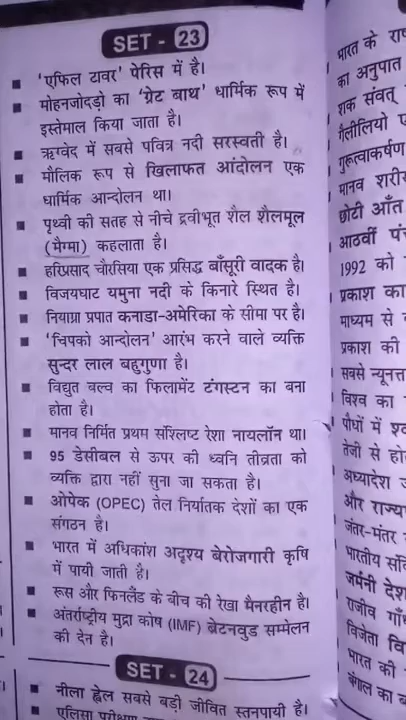 SET - 23
■ 'एफिल टावर' पेरिस में है।
■ मोहनजोदड़ो का 'ग्रेट बाथ' धार्मिक रूप में
इस्तेमाल किया जाता है।
■ ऋग्वेद में सबसे पवित्र नदी सरस्वती है।
■ मौलिक रूप से खिलाफत आंदोलन एक
धार्मिक आन्दोलन था।
■ पृथ्वी की सतह से नीचे द्रवीभूत शैल शैलमूल
(मैग्मा) कहलाता है।
■ हरिप्रसाद चौरसिया एक प्रसिद्ध बाँसूरी वादक है।
■ विजयघाट यमुना नदी के किनारे स्थित है।
■ नियाग्रा प्रपात कनाडा-अमेरिका के सीमा पर है।
■ 'चिपको आन्दोलन' आरंभ करने वाले व्यक्ति
सुन्दर लाल बहुगुणा है।
■ विद्युत बल्व का फिलामेंट टंगस्टन का बना
होता है।
■ मानव निर्मित प्रथम संश्लिष्ट रेशा नायलॉन था।
■ 95 डेसीबल से ऊपर की ध्वनि तीव्रता को
व्यक्ति द्वारा नहीं सुना जा सकता है।
■ ओपेक (OPEC) तेल निर्यातक देशों का एक
संगठन है।
■ भारत में अधिकांश अदृश्य बेरोजगारी कृषि
में पायी जाती है।
■ रूस और फिनलैंड के बीच की रेखा मैनरहीन है।
■ अंतर्राष्ट्रीय मुद्रा कोष (IMF) ब्रेटनवुड सम्मेलन
की देन है।
SET - 24
■ नीला ह्वेल सबसे बड़ी जीवित स्तनपायी है।
■ एलिसा परीक्षण
भारत के
का अनुपात
शक संवत्
गैलीलियो
गुरूत्वाकर्षण
मानव
छोटी आँत
आठवीं
1992 को
प्रकाश का
माध्यम से
प्रकाश की
सबसे न्यूनतम
विश्व का
पौधों में
तेजी से
अध्यादेश
और राज्य
जंतर-मंतर
भारतीय
जर्मनी
राजीव
विजेता
भारत की
बंगाल का